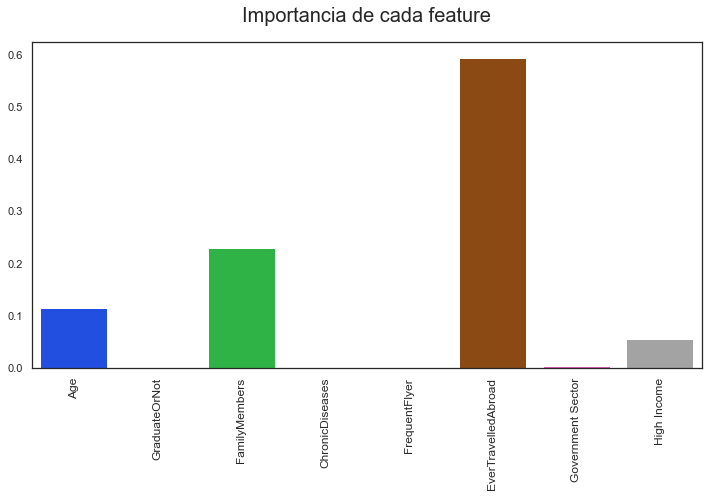 Importancia de cada feature
0.6
0.5
0.4
0.3
0.2
0.1
0.0
Age
GraduateOrNot
FamilyMembers
ChronicDiseases
FrequentFlyer
EverTravelledAbroad
Government Sector
High Income